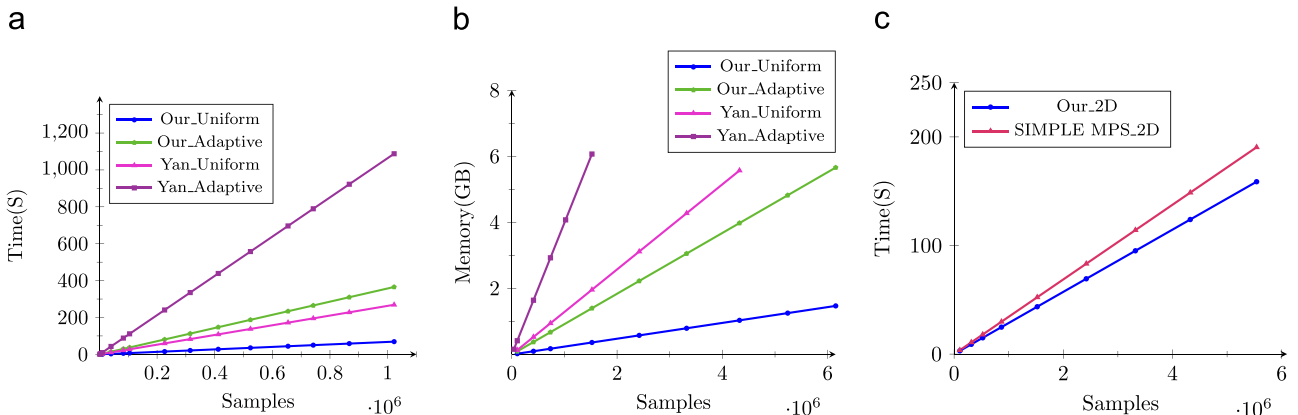 a
1,200
1,000
800
600
400
200
0
0.2
0.4
0.6
0.8
1
·10^6
Samples
Time(S)
Our_Uniform
Our_Adaptive
Yan_Uniform
Yan_Adaptive
b
8
6
4
2
0
2
4
6
·10^6
Samples
Memory(GB)
Our_Uniform
Our_Adaptive
Yan_Uniform
Yan_Adaptive
c
250
200
100
0
0
2
4
6
·10^6
Samples
Time(S)
Our_2D
SIMPLE MPS_2D